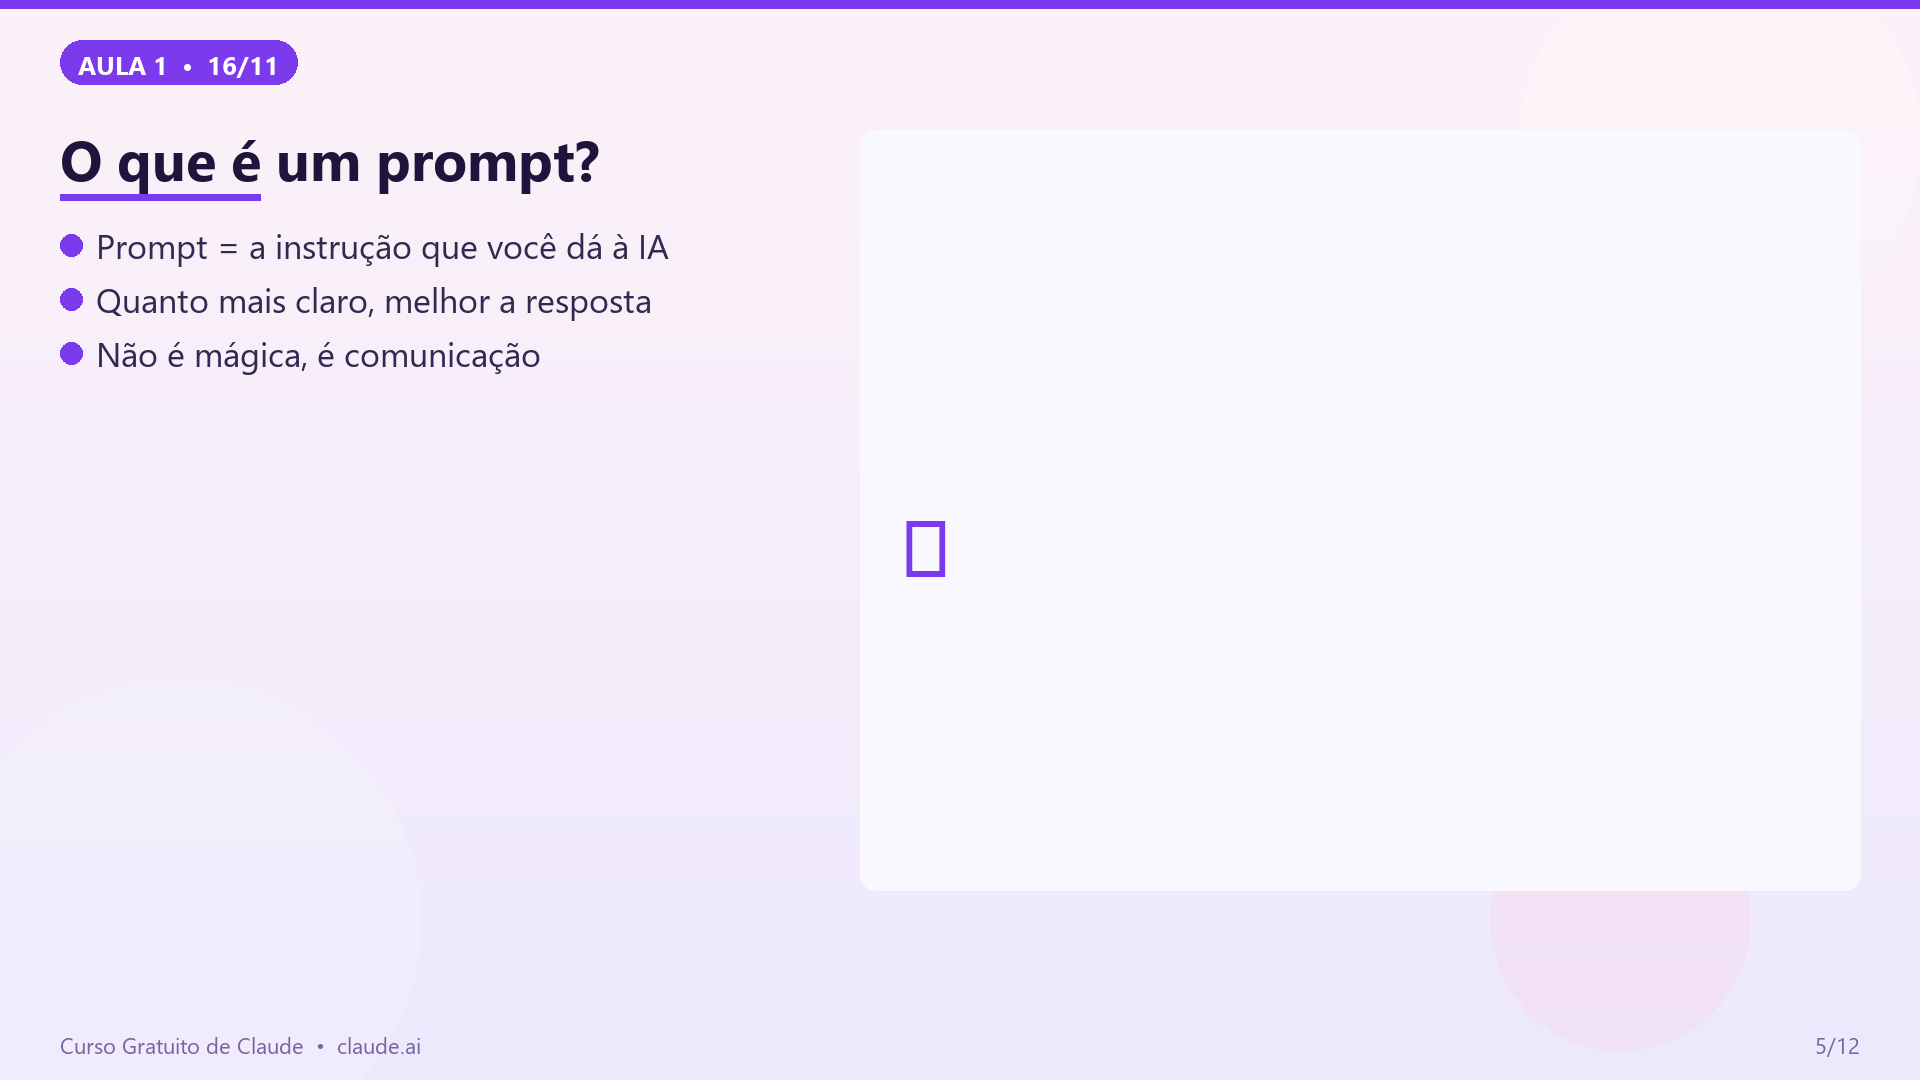 AULA 1 • 16/11
O que é um prompt?
Prompt = a instrução que você dá à IA
Quanto mais claro, melhor a resposta
Não é mágica, é comunicação
Curso Gratuito de Claude • claude.ai
5/12